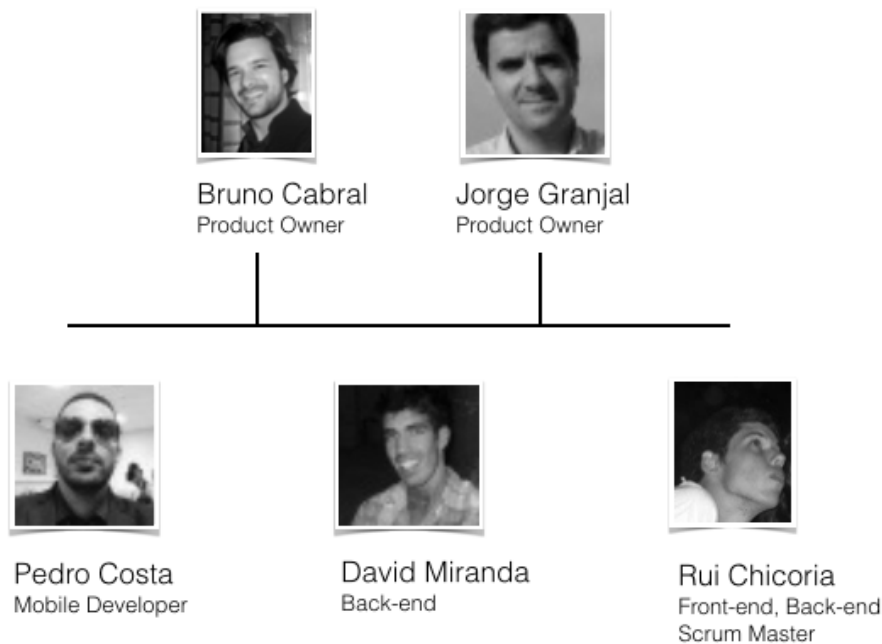 Bruno Cabral
Product Owner
Jorge Granjal
Product Owner
Pedro Costa
Mobile Developer
David Miranda
Back-end
Rui Chicoria
Front-end, Back-end
Scrum Master